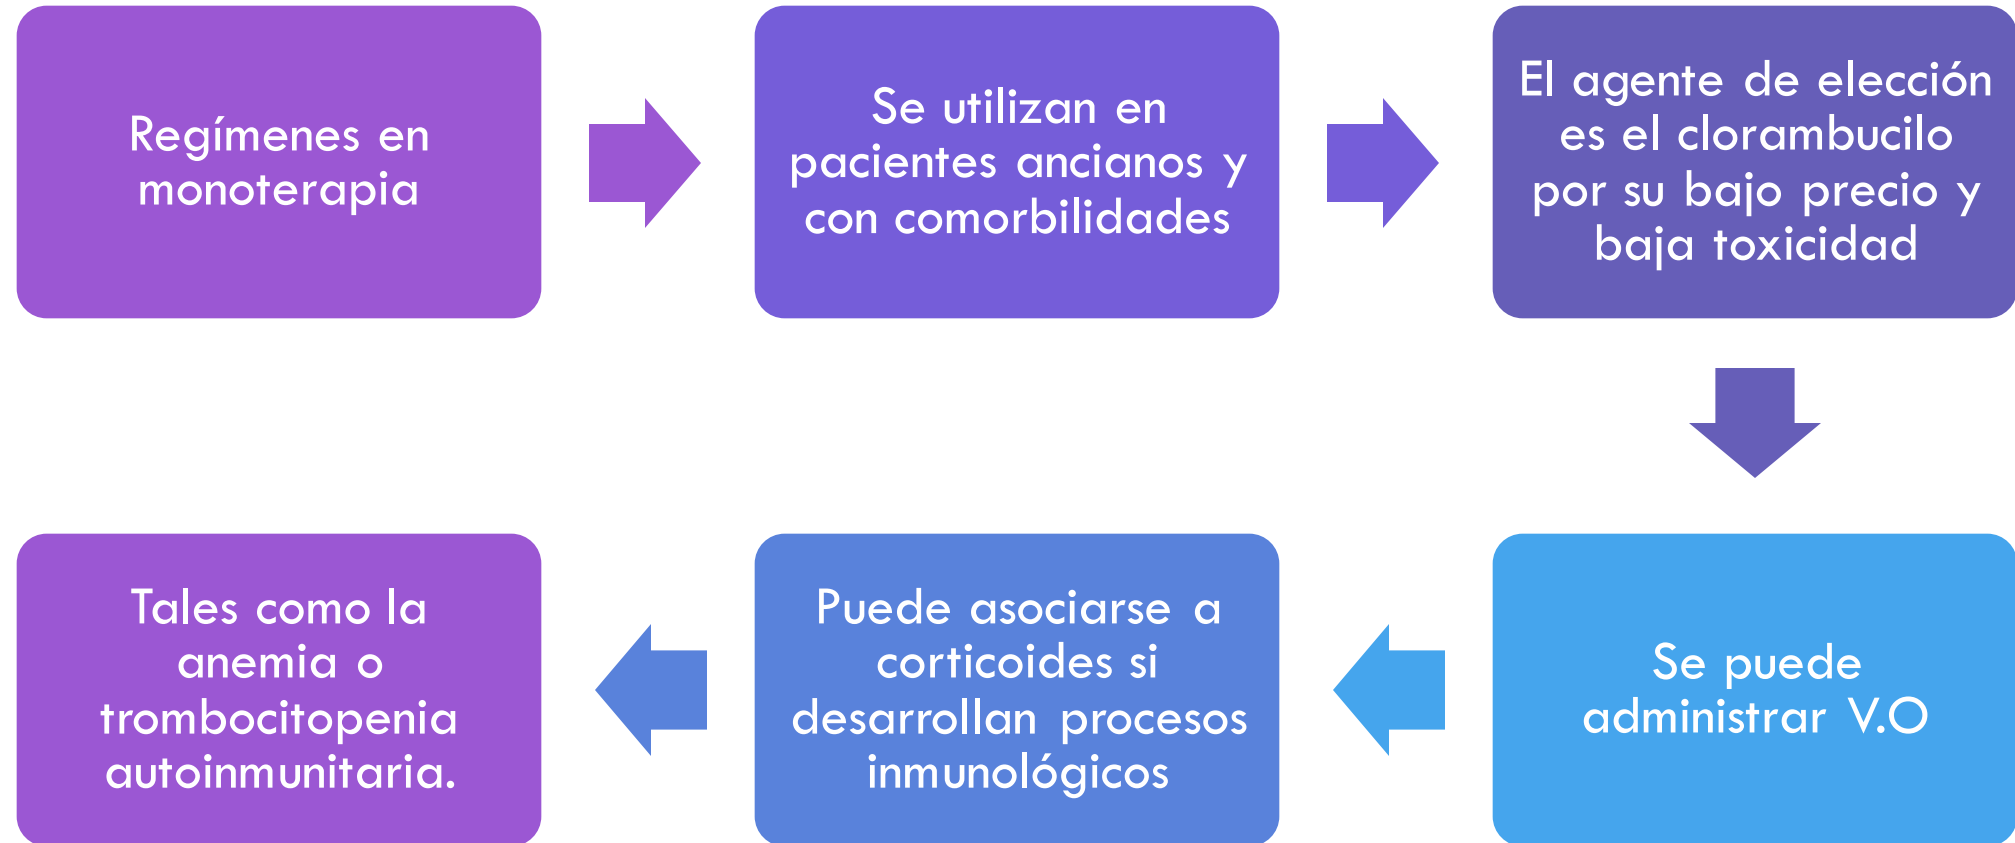 Regímenes en
monoterapia
Se utilizan en
pacientes ancianos y
con comorbilidades
El agente de elección
es el clorambucilo
por su bajo precio y
baja toxicidad
Se puede
administrar V.O
Puede asociarse a
corticoides si
desarrollan procesos
inmunológicos
Tales como la
anemia o
trombocitopenia
autoinmunitaria.